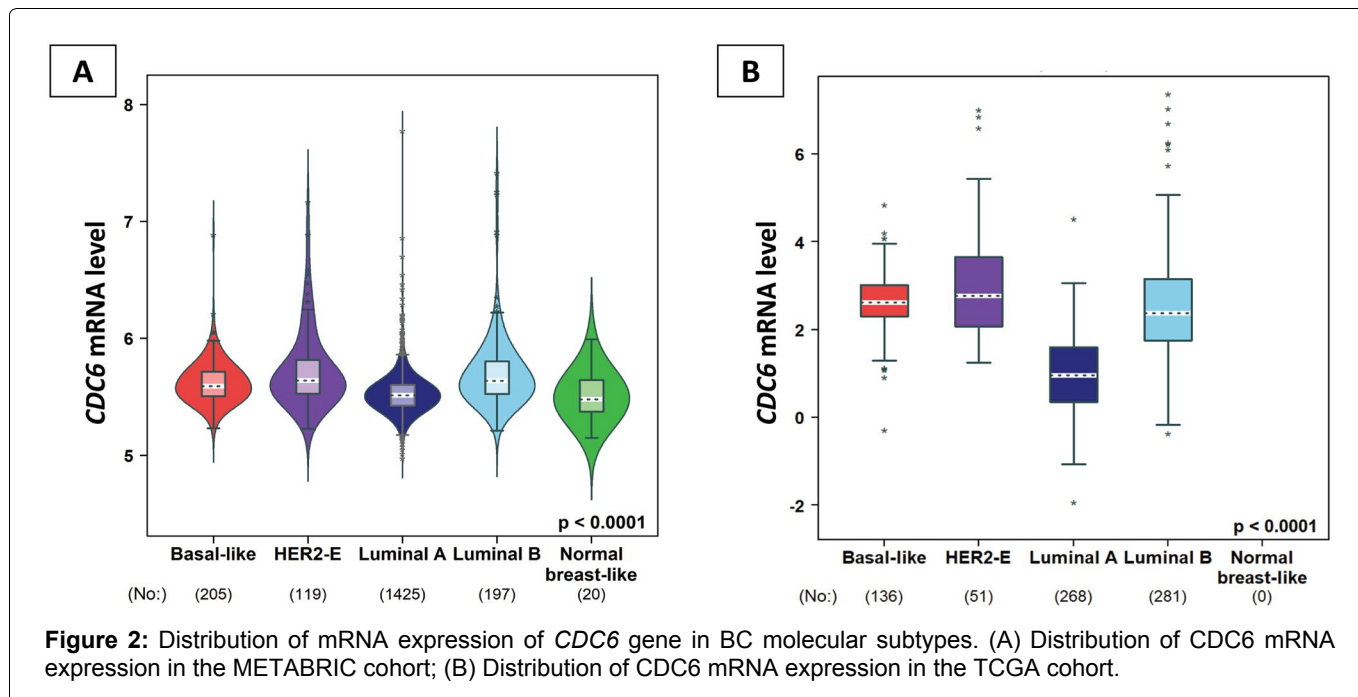 A
8
7
6
5
CDC6 mRNA level
p < 0.0001
Basal-like HER2-E Luminal A Luminal B Normal
breast-like
(No:) (205) (119) (1425) (197) (20)
B
6
4
2
0
-2
CDC6 mRNA level
p < 0.0001
Basal-like HER2-E Luminal A Luminal B Normal
breast-like
(No:) (136) (51) (268) (281) (0)
Figure 2: Distribution of mRNA expression of CDC6 gene in BC molecular subtypes. (A) Distribution of CDC6 mRNA
expression in the METABRIC cohort; (B) Distribution of CDC6 mRNA expression in the TCGA cohort.